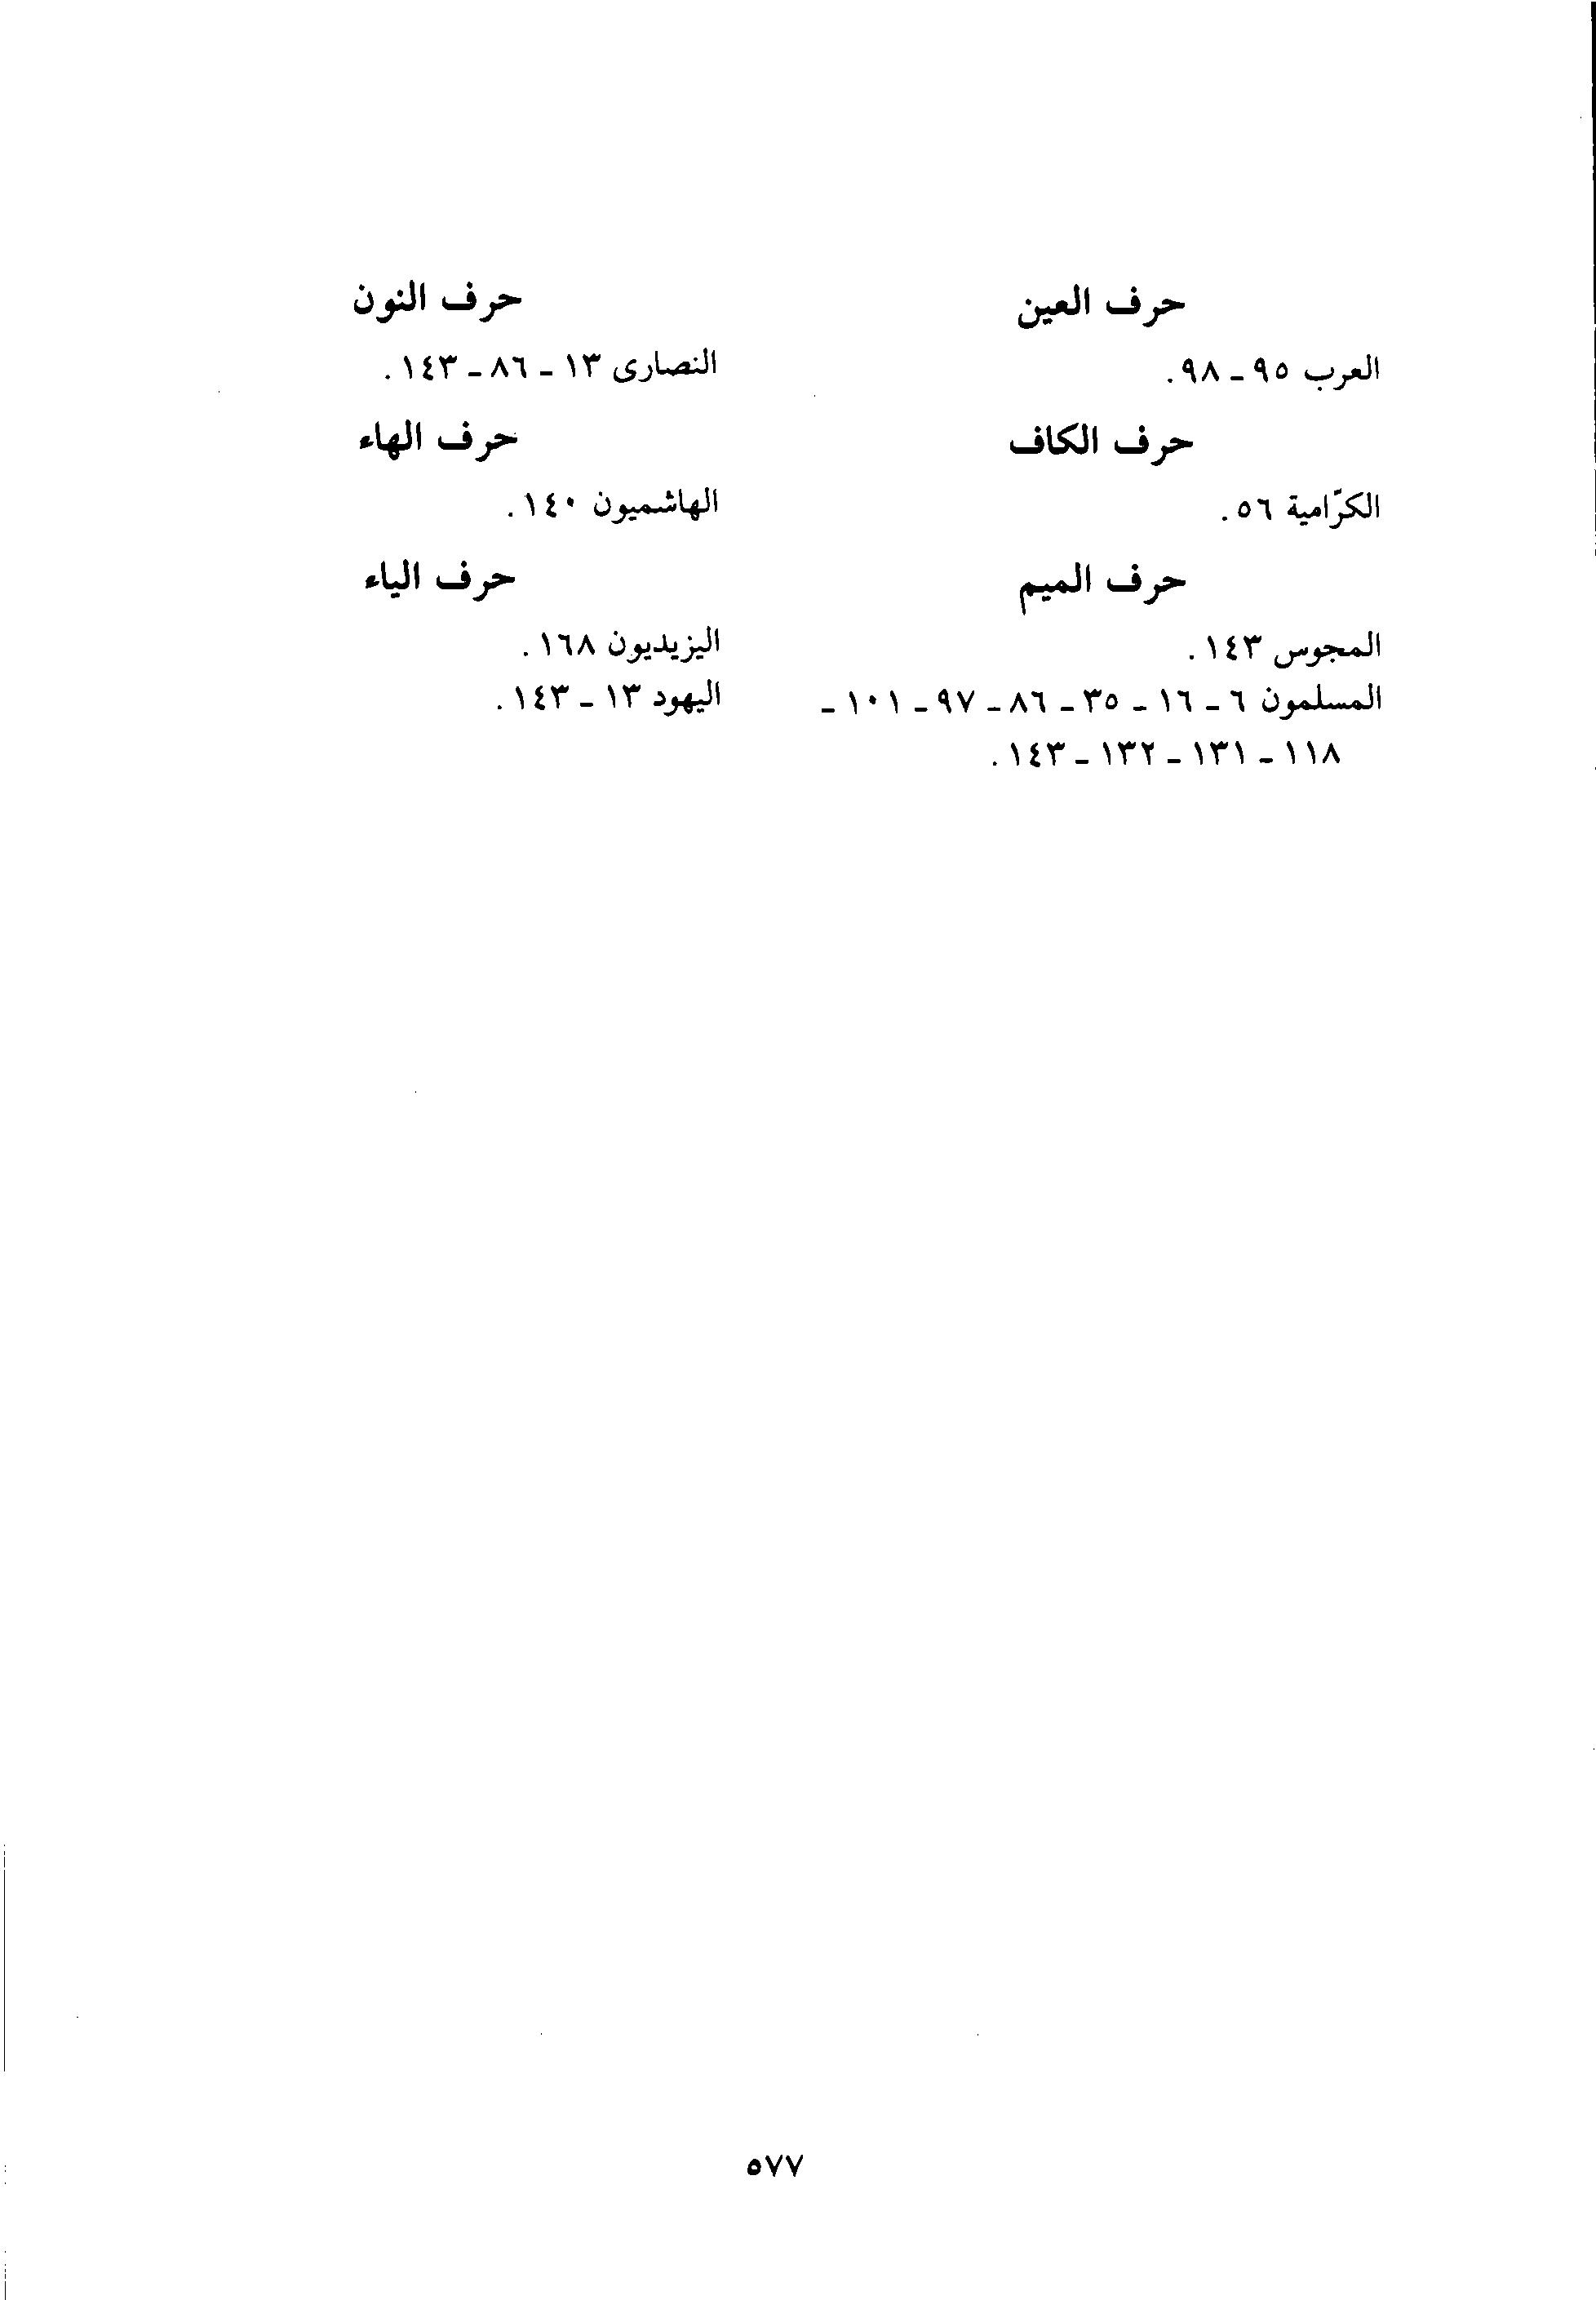 حرف العين
العرب ٩٥ ـ ٩٨.
حرف الكاف
الكرّامية ٥٦.
حرف الميم
المجوس ١٤٣.
المسلمون ٦ ـ ١٦ ـ ٣٥ ـ ٨٦ ـ ٩٧ ـ ١٠١ ـ
١١٨ ـ ١٣١ ـ ١٣٢ ـ ١٤٣.
حرف النون
النصارى ١٣ ـ ٨٦ ـ ١٤٣.
حرف الهاء
الهاشميون ١٤٠.
حرف الياء
اليزيديون ١٦٨.
اليهود ١٣ ـ ١٤٣.
٥٧٧